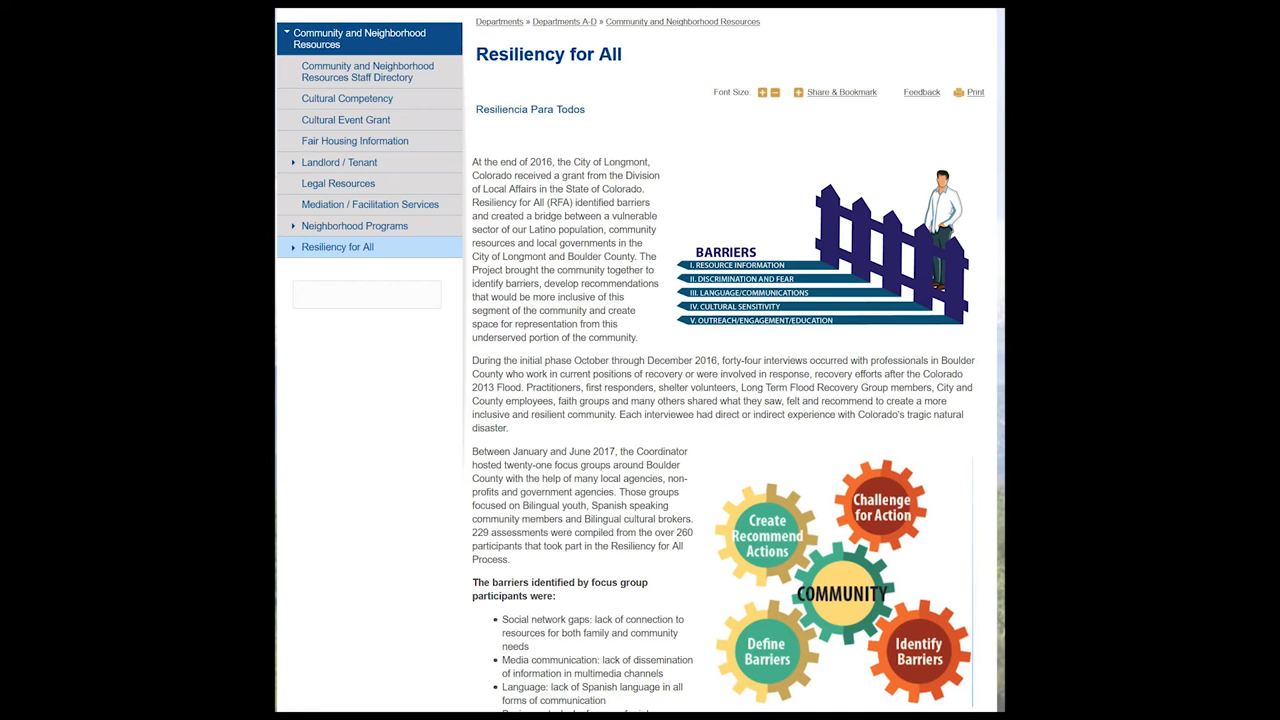 Community and Neighborhood
Resources
Community and Neighborhood
Resources Staff Directory
Cultural Competency
Cultural Event Grant
Fair Housing Information
Landlord / Tenant
Legal Resources
Mediation / Facilitation Services
Neighborhood Programs
Resiliency for All
Departments » Departments A-D » Community and Neighborhood Resources
Resiliency for All
Font Size: Share & Bookmark Feedback Print
Resiliencia Para Todos
At the end of 2016, the City of Longmont,
Colorado received a grant from the Division
of Local Affairs in the State of Colorado.
Resiliency for All (RFA) identified barriers
and created a bridge between a vulnerable
sector of our Latino population, community
resources and local governments in the
City of Longmont and Boulder County. The
Project brought the community together to
identify barriers, develop recommendations
that would be more inclusive of this
segment of the community and create
space for representation from this
underserved portion of the community.
BARRIERS
I. RESOURCE INFORMATION
II. DISCRIMINATION AND FEAR
III. LANGUAGE/COMMUNICATIONS
IV. CULTURAL SENSITIVITY
V. OUTREACH/ENGAGEMENT/EDUCATION
During the initial phase October through December 2016, forty-four interviews occurred with professionals in Boulder
County who work in current positions of recovery or were involved in response, recovery efforts after the Colorado
2013 Flood. Practitioners, first responders, shelter volunteers, Long Term Flood Recovery Group members, City and
County employees, faith groups and many others shared what they saw, felt and recommend to create a more
inclusive and resilient community. Each interviewee had direct or indirect experience with Colorado's tragic natural
disaster.
Between January and June 2017, the Coordinator
hosted twenty-one focus groups around Boulder
County with the help of many local agencies, non-
profits and government agencies. Those groups
focused on Bilingual youth, Spanish speaking
community members and Bilingual cultural brokers.
229 assessments were compiled from the over 260
participants that took part in the Resiliency for All
Process.
The barriers identified by focus group
participants were:
Social network gaps: lack of connection to
resources for both family and community
needs
Media communication: lack of dissemination
of information in multimedia channels
Language: lack of Spanish language in all
forms of communication
Challenge
for Action
Create
Recommend
Actions
COMMUNITY
Define
Barriers
Identify
Barriers